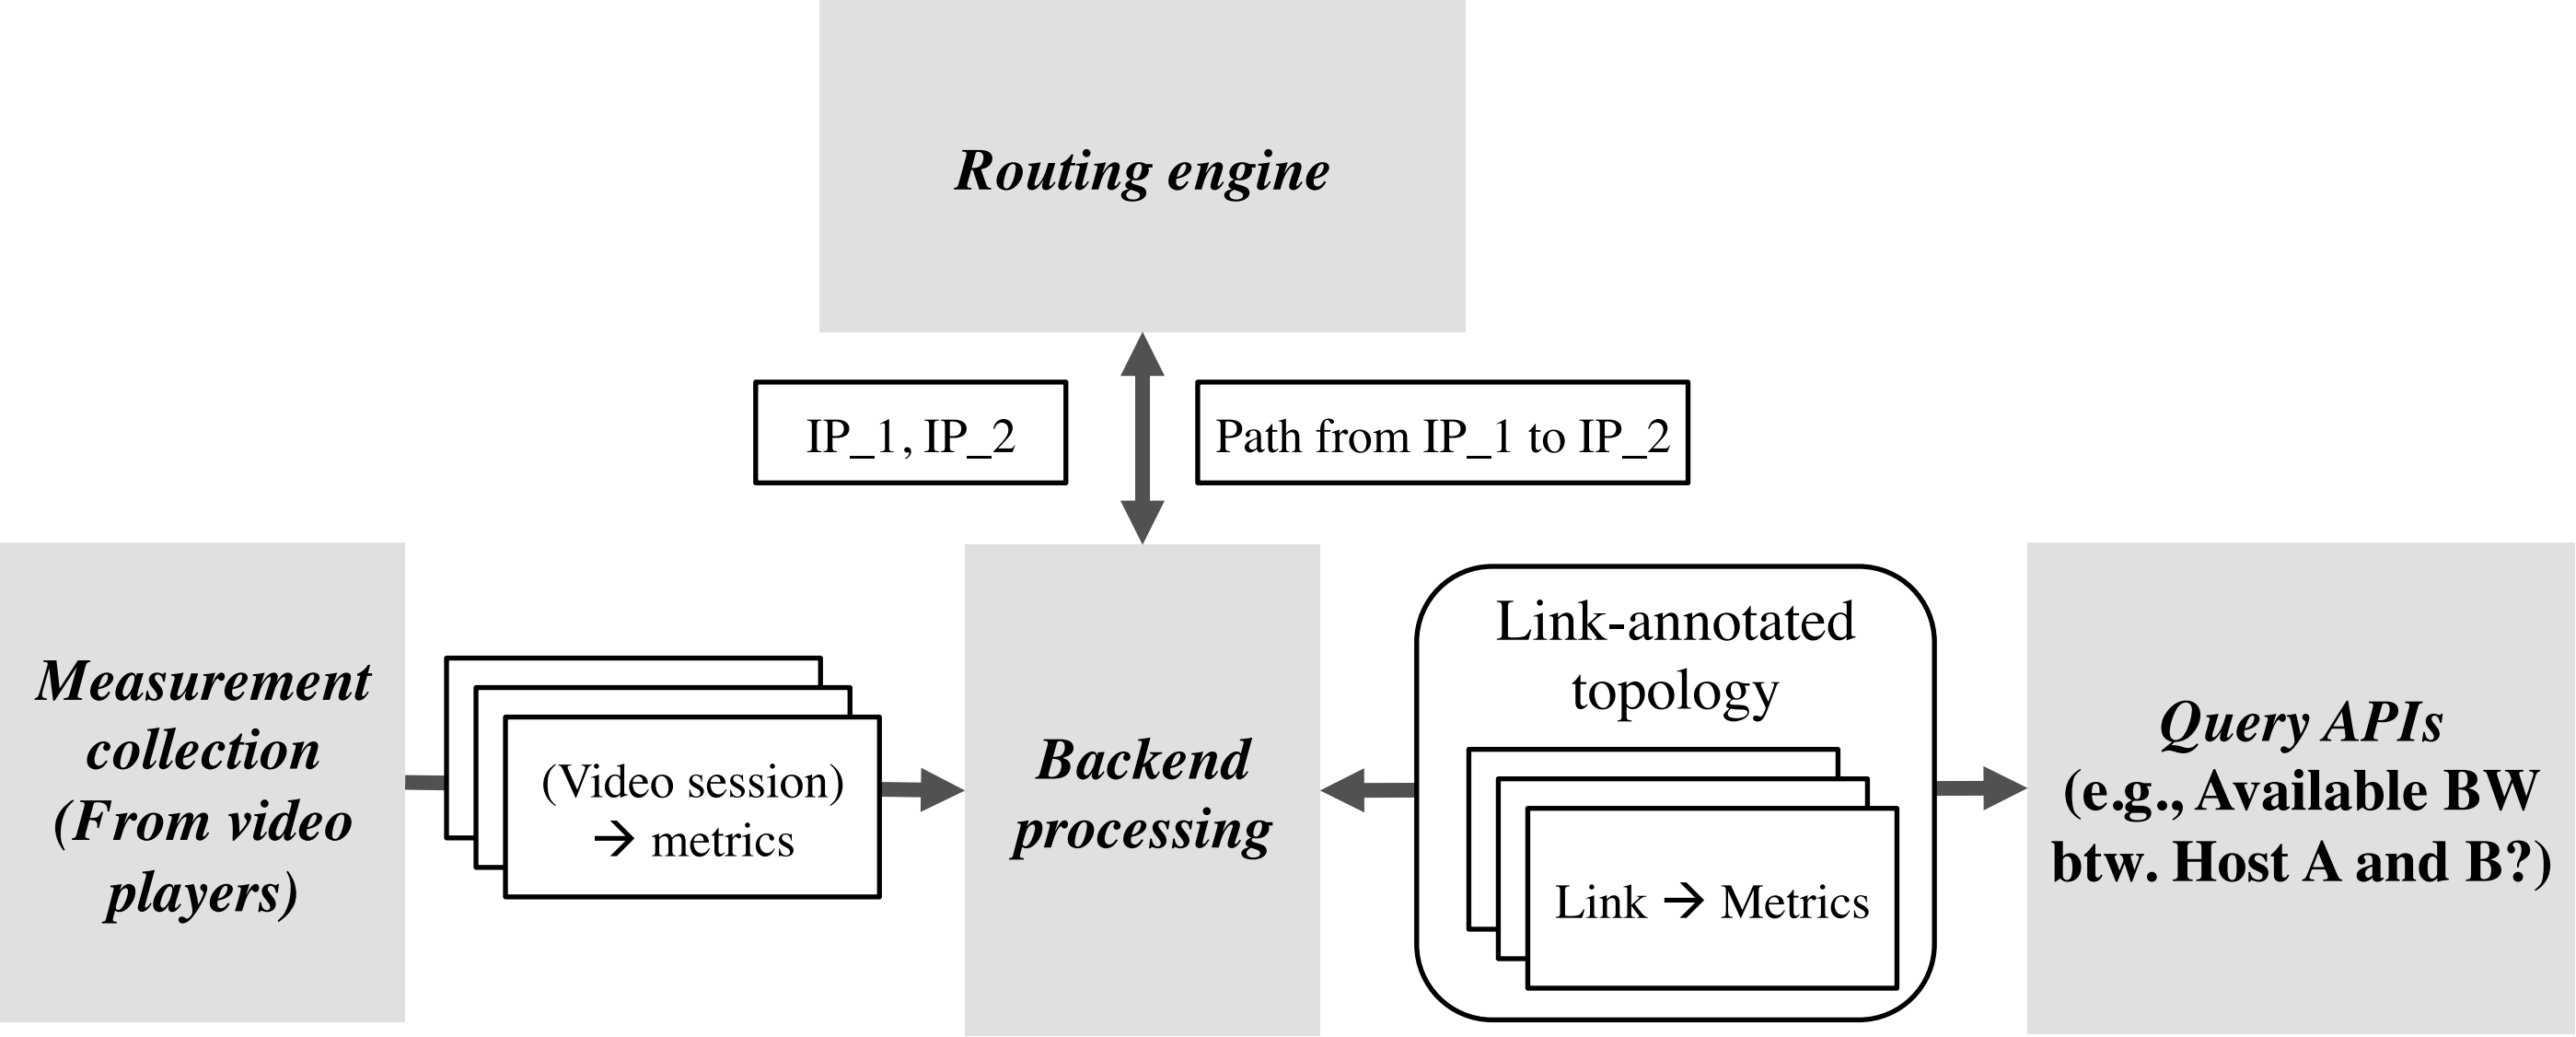 Routing engine
IP_1, IP_2
Path from IP_1 to IP_2
Measurement
collection
(From video
players)
(Video session)
→ metrics
Backend
processing
Link-annotated
topology
Link → Metrics
Query APIs
(e.g., Available BW
btw. Host A and B?)